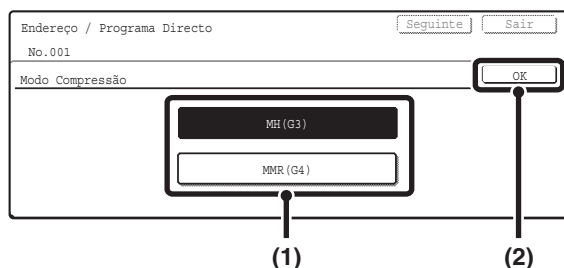 Endereço / Programa Directo
Seguinte
Sair
No.001
Modo Compressão
OK
MH(G3)
MMR(G4)
(1)
(2)